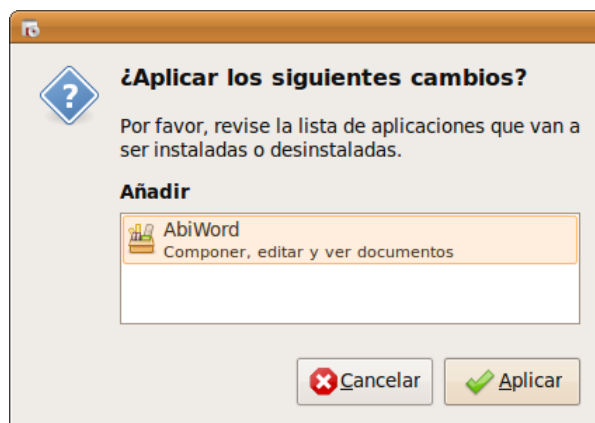 ¿Aplicar los siguientes cambios?
Por favor, revise la lista de aplicaciones que van a
ser instaladas o desinstaladas.
Añadir
AbiWord
Componer, editar y ver documentos
Cancelar
Aplicar